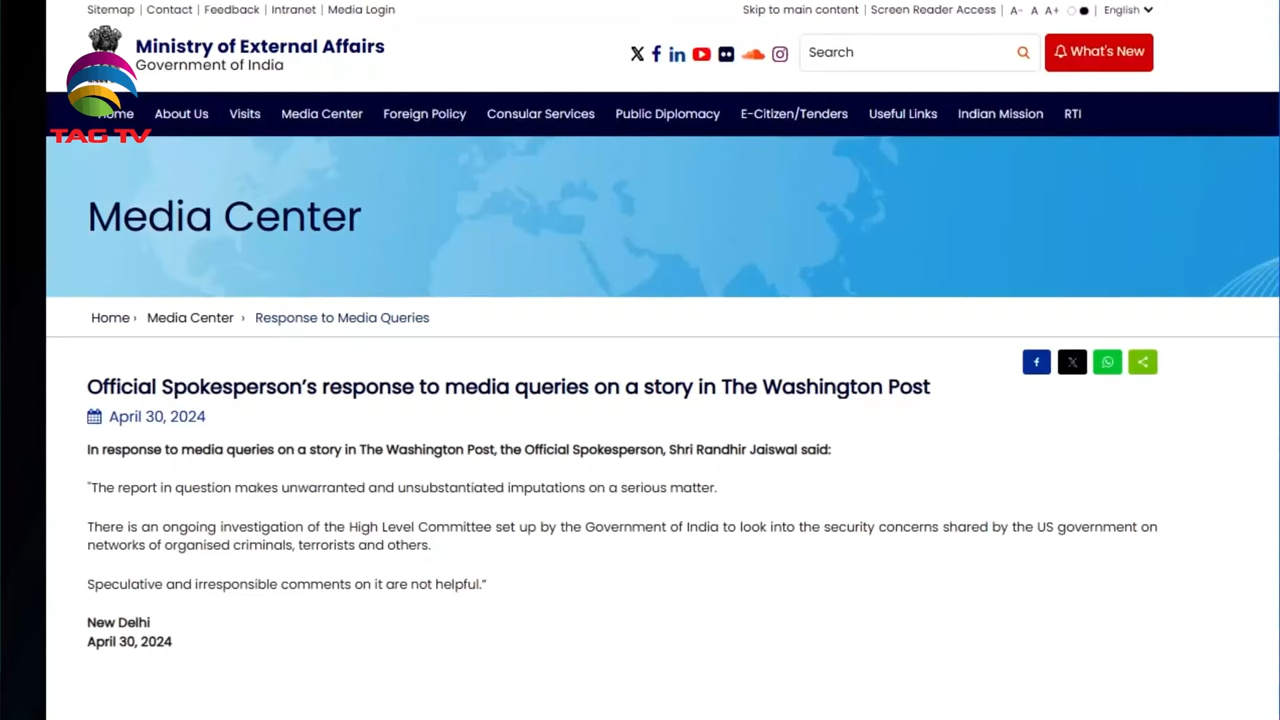 Sitemap | Contact | Feedback | Intranet | Media Login
Skip to main content | Screen Reader Access | A- A A+ | English
Ministry of External Affairs
Government of India
Search
What's New
Home About Us Visits Media Center Foreign Policy Consular Services Public Diplomacy E-Citizen/Tenders Useful Links Indian Mission RTI
TAG TV
Media Center
Home › Media Center › Response to Media Queries
Official Spokesperson’s response to media queries on a story in The Washington Post
April 30, 2024
In response to media queries on a story in The Washington Post, the Official Spokesperson, Shri Randhir Jaiswal said:
"The report in question makes unwarranted and unsubstantiated imputations on a serious matter.
There is an ongoing investigation of the High Level Committee set up by the Government of India to look into the security concerns shared by the US government on
networks of organised criminals, terrorists and others.
Speculative and irresponsible comments on it are not helpful.”
New Delhi
April 30, 2024